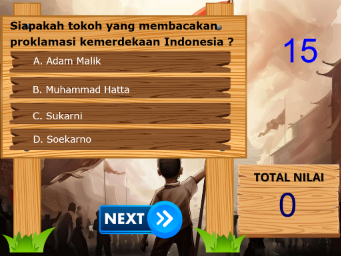 Siapakah tokoh yang membacakan
proklamasi kemerdekaan Indonesia ?
15
A. Adam Malik
B. Muhammad Hatta
C. Sukarni
D. Soekarno
TOTAL NILAI
0
NEXT